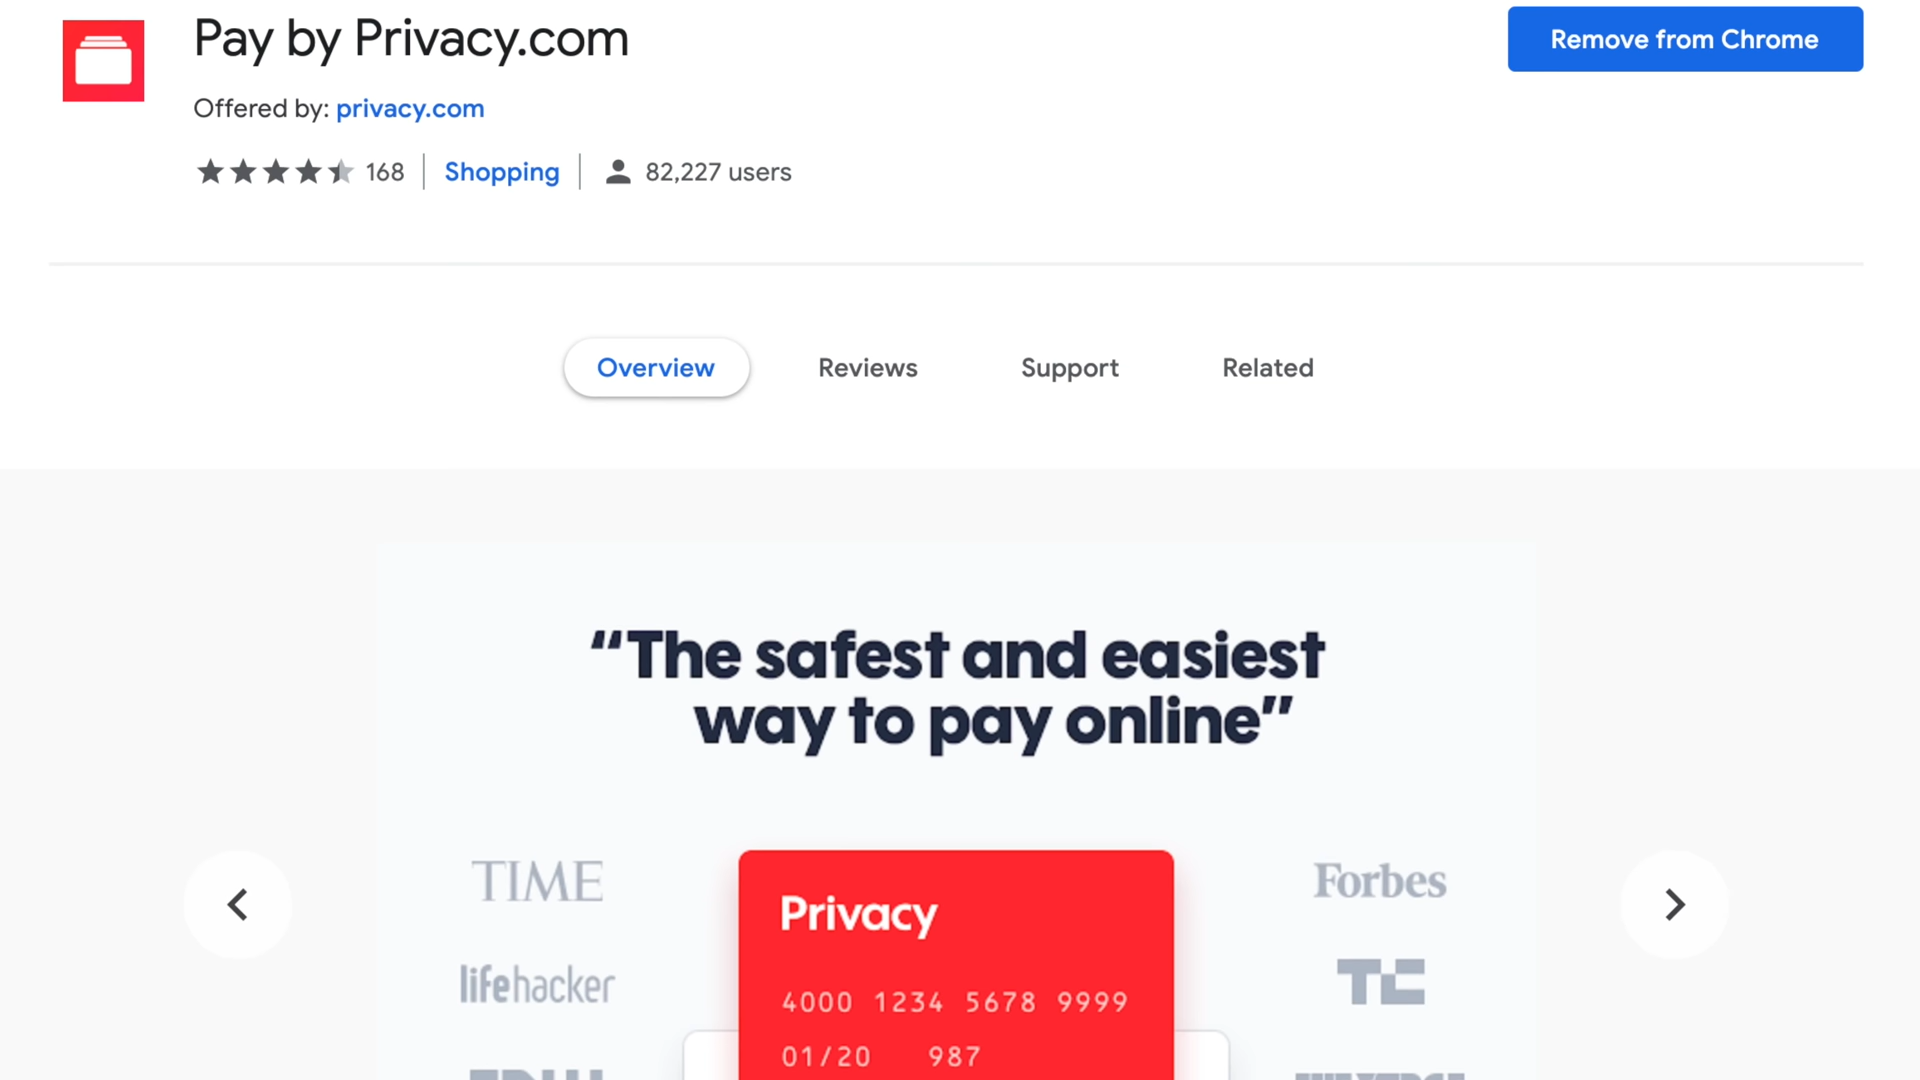 Pay by Privacy.com
Remove from Chrome
Offered by: privacy.com
168 | Shopping | 82,227 users
Overview
Reviews
Support
Related
“The safest and easiest
way to pay online”
TIME
Forbes
Privacy
lifehacker
TC
4000 1234 5678 9999
01/20 987